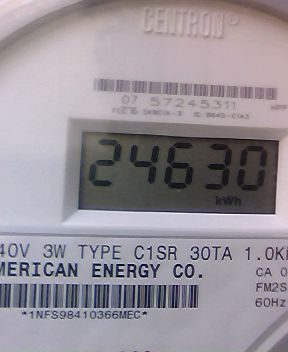 CENTRON®
07 57245311
24630
kWh
40V 3W TYPE C1SR 30TA 1.0K
MERICAN ENERGY CO.
CA 0
FM2S
60Hz
*1NFS98410366MEC*